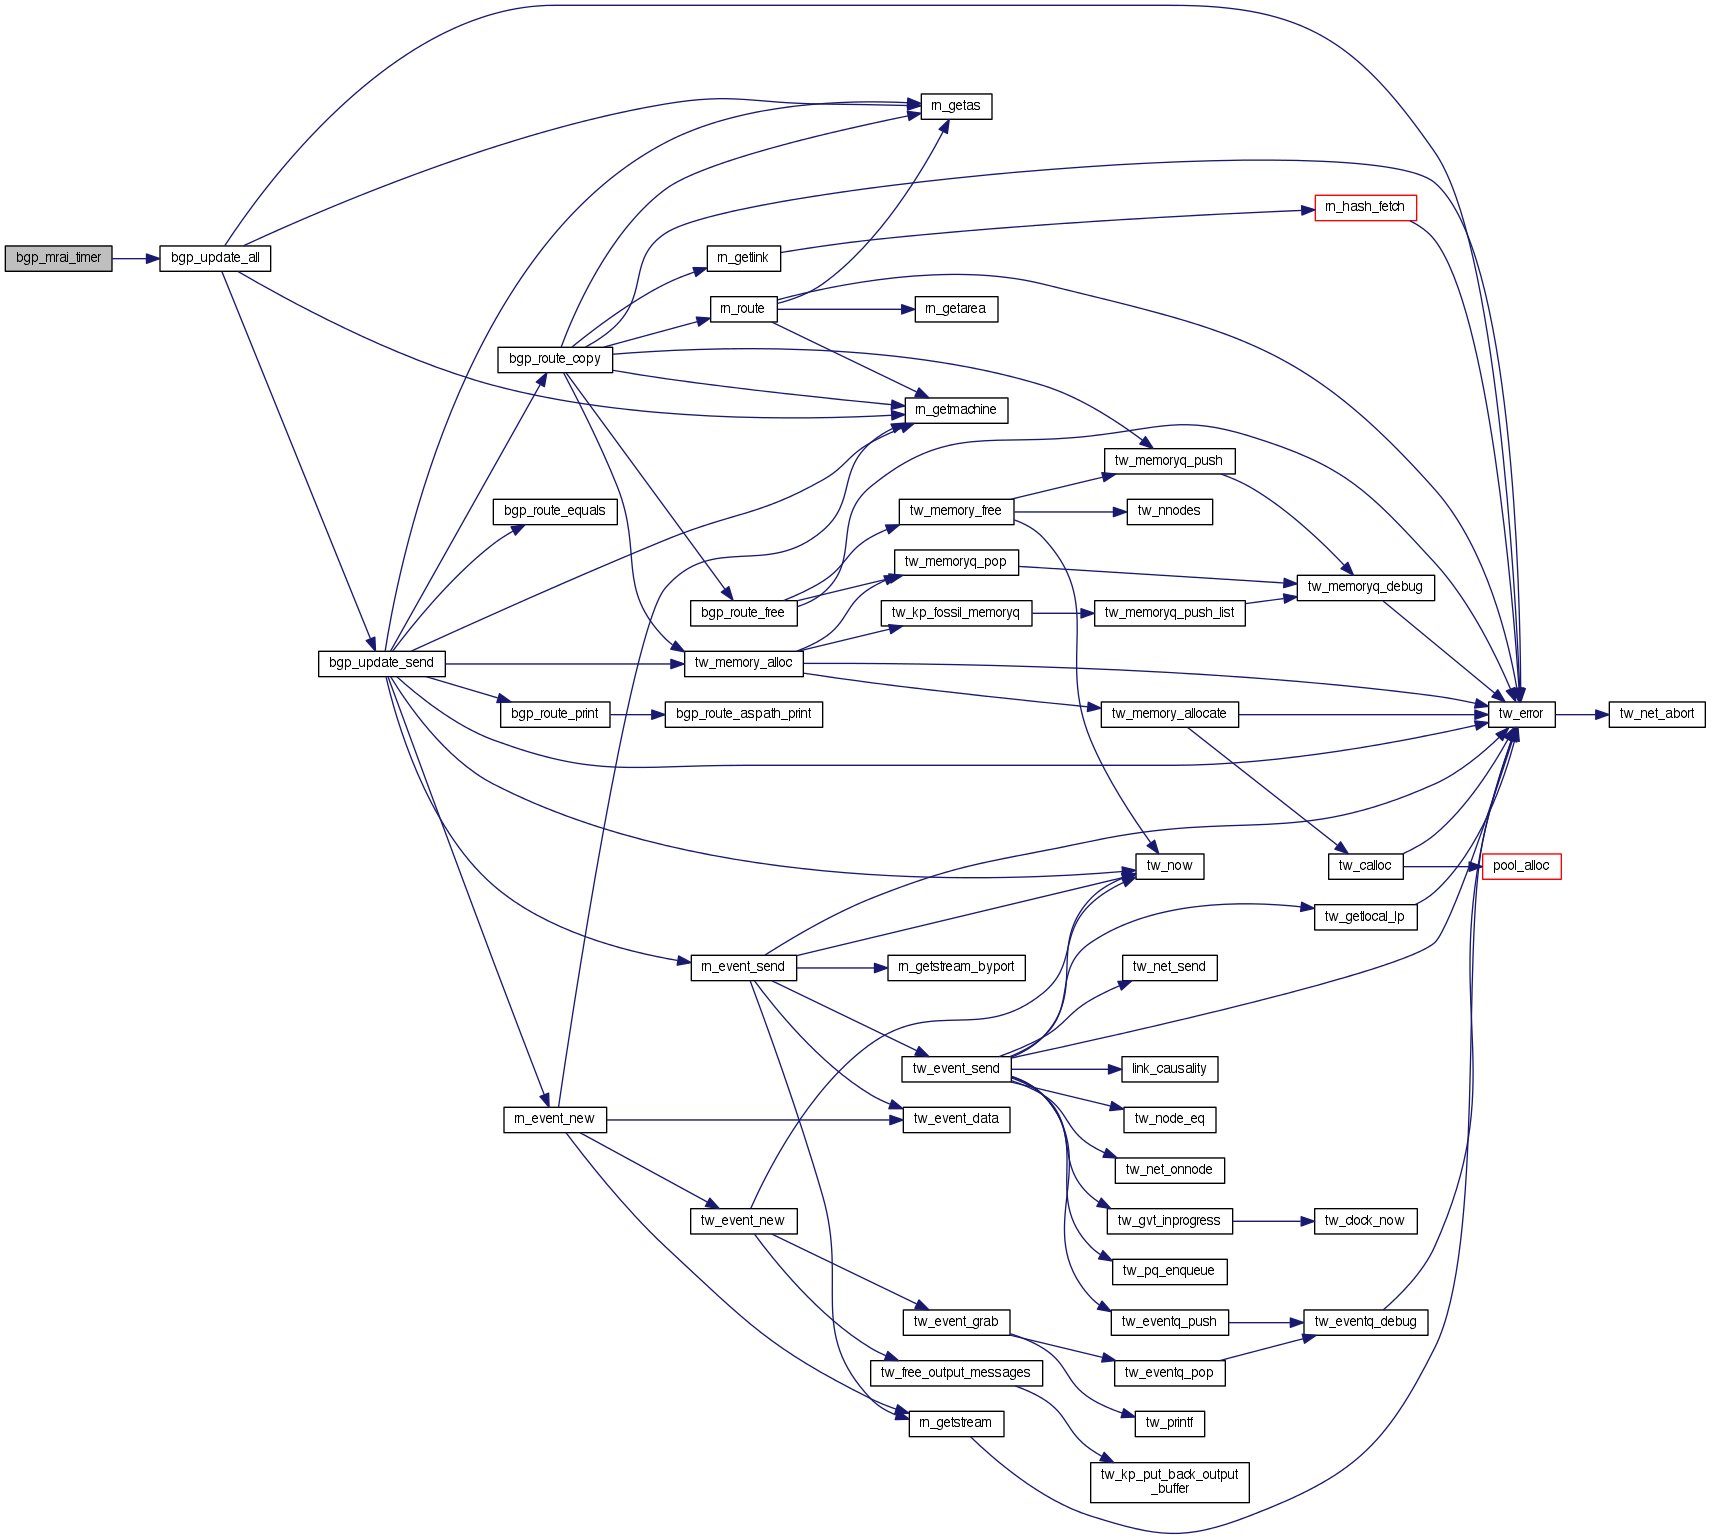 rn_getas
rn_hash_fetch
bgp_mrai_timer
bgp_update_all
rn_getlink
rn_route
rn_getarea
bgp_route_copy
rn_getmachine
tw_memoryq_push
bgp_route_equals
tw_memory_free
tw_nnodes
tw_memoryq_pop
tw_memoryq_debug
bgp_route_free
tw_kp_fossil_memoryq
tw_memoryq_push_list
bgp_update_send
tw_memory_alloc
bgp_route_print
bgp_route_aspath_print
tw_memory_allocate
tw_error
tw_net_abort
tw_now
tw_calloc
pool_alloc
tw_getlocal_lp
rn_event_send
rn_getstream_byport
tw_net_send
tw_event_send
link_causality
rn_event_new
tw_event_data
tw_node_eq
tw_net_onnode
tw_event_new
tw_gvt_inprogress
tw_clock_now
tw_pq_enqueue
tw_event_grab
tw_eventq_push
tw_eventq_debug
tw_free_output_messages
tw_eventq_pop
rn_getstream
tw_printf
tw_kp_put_back_output
_buffer